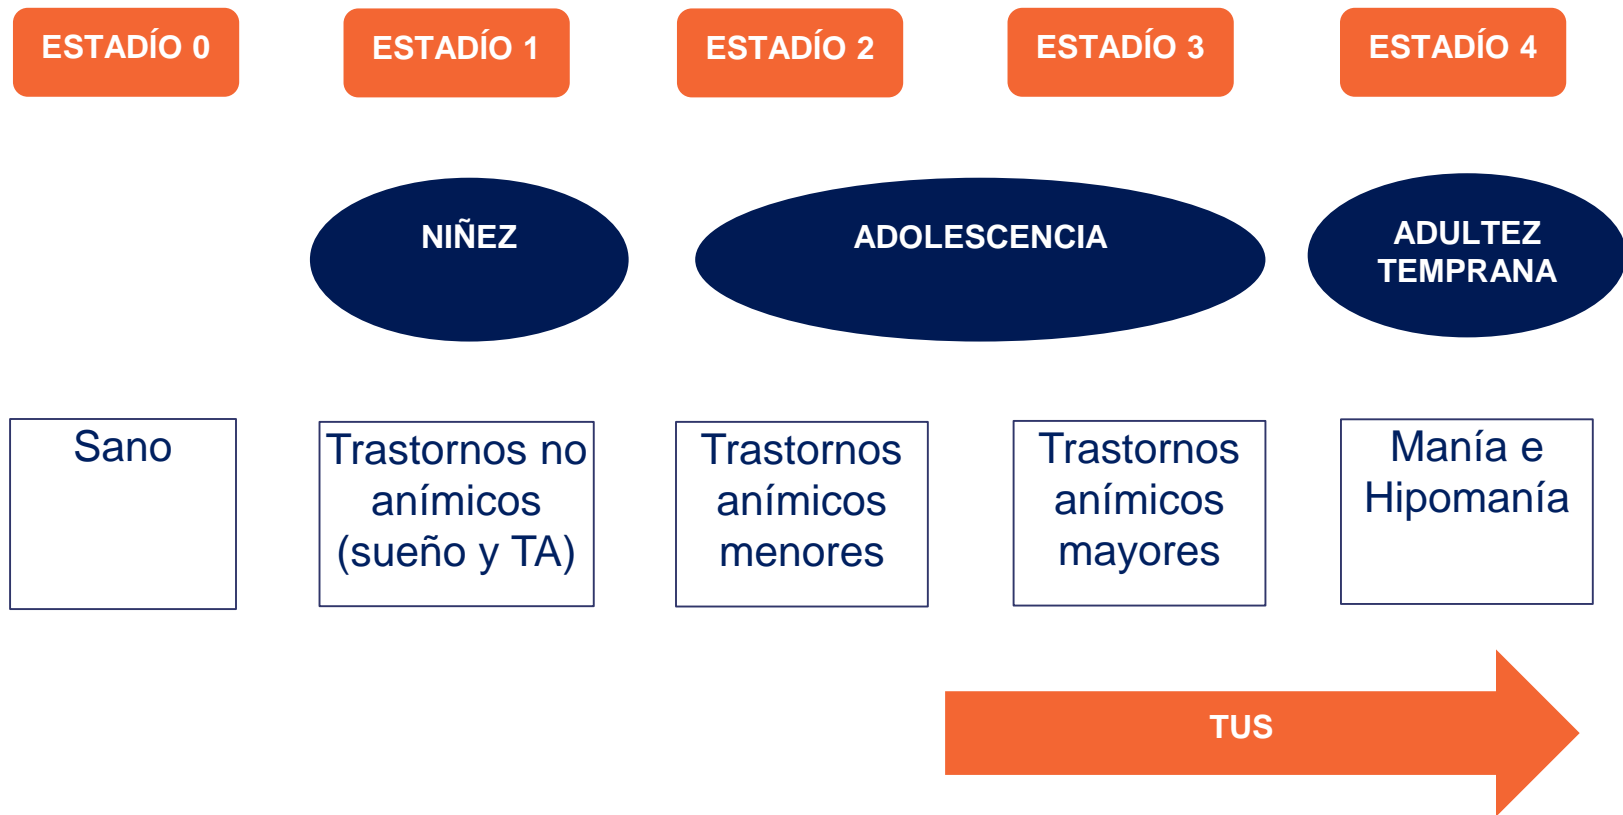 ESTADÍO 0
ESTADÍO 1
ESTADÍO 2
ESTADÍO 3
ESTADÍO 4
NIÑEZ
ADOLESCENCIA
ADULTEZ
TEMPRANA
Sano
Trastornos no
anímicos
(sueño y TA)
Trastornos
anímicos
menores
Trastornos
anímicos
mayores
Manía e
Hipomanía
TUS